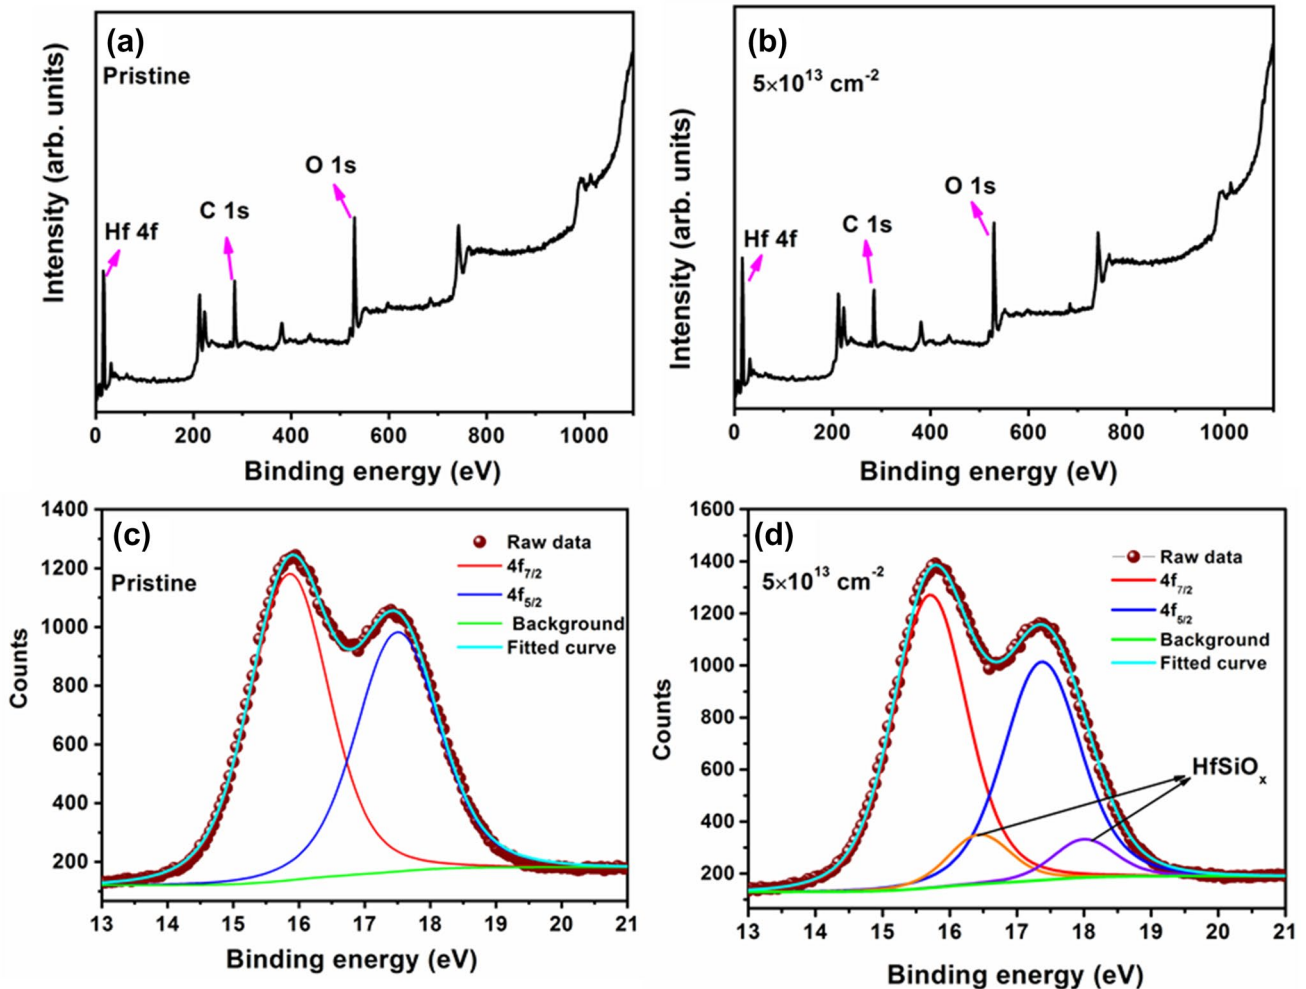 (a)
Pristine
Hf 4f
C 1s
O 1s
Intensity (arb. units)
0 200 400 600 800 1000
Binding energy (eV)
(b)
5×10¹³ cm⁻²
Hf 4f
C 1s
O 1s
Intensity (arb. units)
0 200 400 600 800 1000
Binding energy (eV)
(c)
Pristine
Raw data
4f7/2
4f5/2
Background
Fitted curve
1400
1200
1000
800
600
400
200
Counts
13 14 15 16 17 18 19 20 21
Binding energy (eV)
(d)
5×10¹³ cm⁻²
Raw data
4f7/2
4f5/2
Background
Fitted curve
HfSiOₓ
1600
1400
1200
1000
800
600
400
200
Counts
13 14 15 16 17 18 19 20 21
Binding energy (eV)